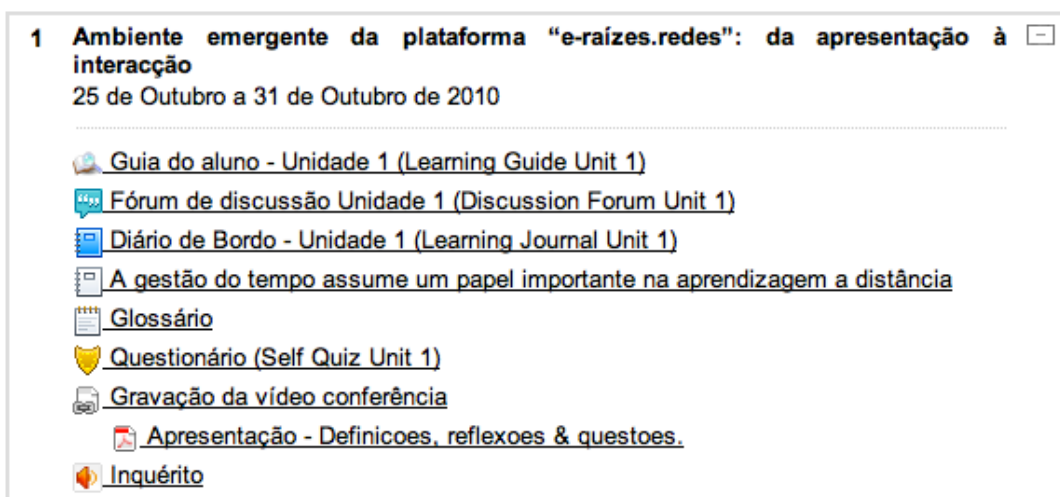 1 Ambiente emergente da plataforma “e-raízes.redes”: da apresentação à
interacção
25 de Outubro a 31 de Outubro de 2010
Guia do aluno - Unidade 1 (Learning Guide Unit 1)
Fórum de discussão Unidade 1 (Discussion Forum Unit 1)
Diário de Bordo - Unidade 1 (Learning Journal Unit 1)
A gestão do tempo assume um papel importante na aprendizagem a distância
Glossário
Questionário (Self Quiz Unit 1)
Gravação da vídeo conferência
Apresentação - Definicoes, reflexoes & questoes.
Inquérito